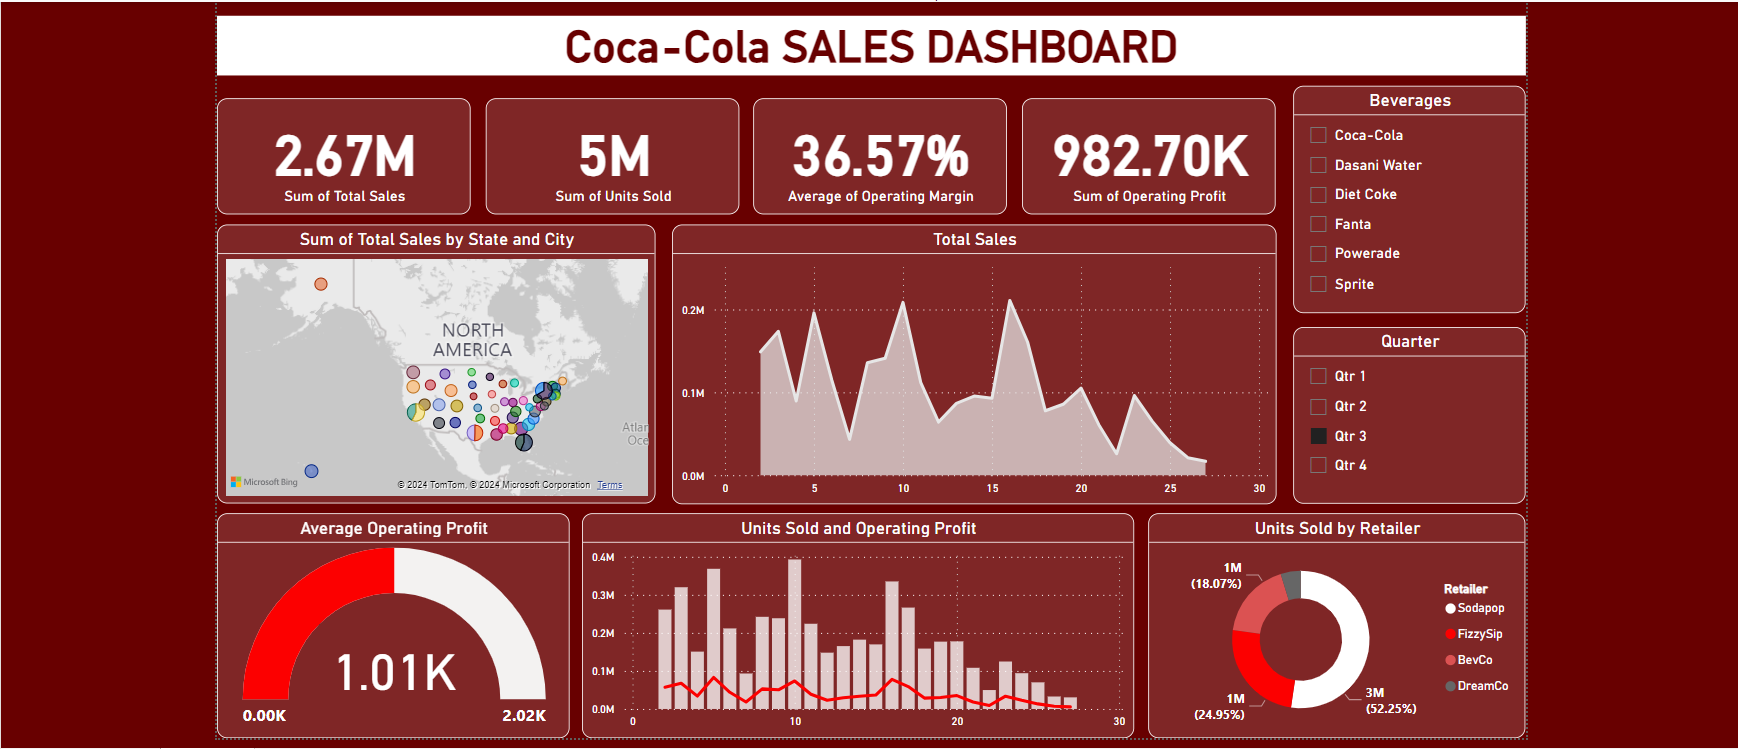 Coca-Cola SALES DASHBOARD
2.67M
Sum of Total Sales
5M
Sum of Units Sold
36.57%
Average of Operating Margin
982.70K
Sum of Operating Profit
Beverages
Coca-Cola
Dasani Water
Diet Coke
Fanta
Powerade
Sprite
Sum of Total Sales by State and City
NORTH
AMERICA
Atlan
Oce
Microsoft Bing
© 2024 TomTom, © 2024 Microsoft Corporation Terms
Total Sales
0.2M
0.1M
0.0M
0 5 10 15 20 25 30
Quarter
Qtr 1
Qtr 2
Qtr 3
Qtr 4
Average Operating Profit
1.01K
0.00K 2.02K
Units Sold and Operating Profit
0.4M
0.3M
0.2M
0.1M
0.0M
0 10 20 30
Units Sold by Retailer
1M
(18.07%)
1M
(24.95%)
3M
(52.25%)
Retailer
Sodapop
FizzySip
BevCo
DreamCo